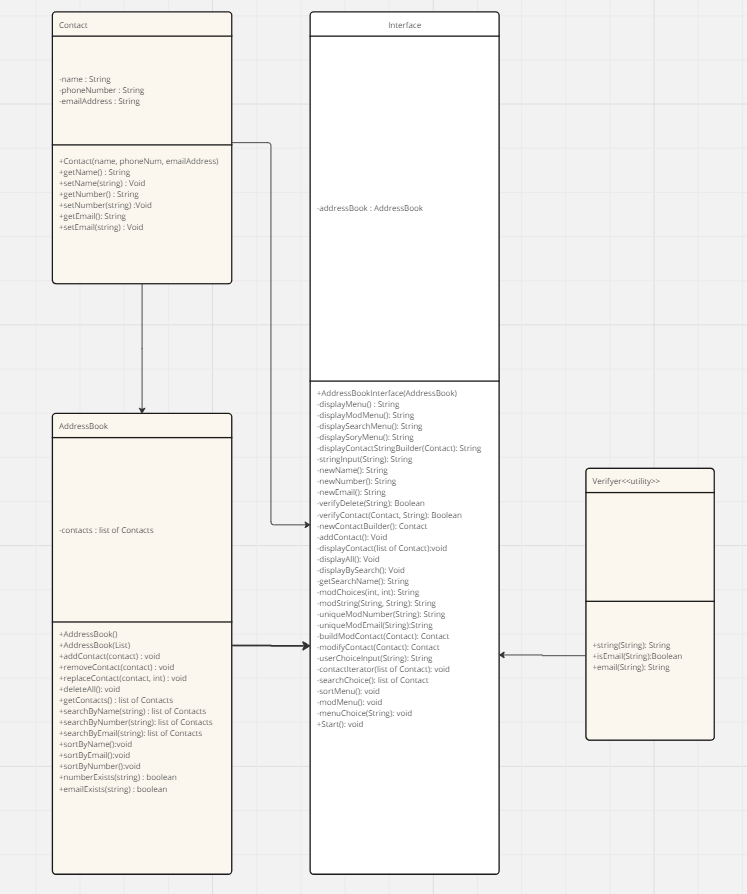 Contact
-name : String
-phoneNumber : String
-emailAddress : String
+Contact(name, phoneNum, emailAddress)
+getName() : String
+setName(string) : Void
+getNumber() : String
+setNumber(string) :Void
+getEmail(): String
+setEmail(string) : Void
AddressBook
-contacts : list of Contacts
+AddressBook()
+AddressBook(List)
+addContact(contact) : void
+removeContact(contact) : void
+replaceContact(contact, int) : void
+deleteAll(): void
+getContacts() : list of Contacts
+searchByName(string) : list of Contacts
+searchByNumber(string): list of Contacts
+searchByEmail(string): list of Contacts
+sortByName():void
+sortByEmail():void
+sortByNumber():void
+numberExists(string) : boolean
+emailExists(string) : boolean
Interface
-addressBook : AddressBook
+AddressBookInterface(AddressBook)
-displayMenu() : String
-displayModMenu(): String
-displaySearchMenu(): String
-displaySoryMenu(): String
-displayContactStringBuilder(Contact): String
-stringInput(String): String
-newName(): String
-newNumber(): String
-newEmail(): String
-verifyDelete(String): Boolean
-verifyContact(Contact, String): Boolean
-newContactBuilder(): Contact
-addContact(): Void
-displayContact(list of Contact):void
-displayAll(): Void
-displayBySearch(): Void
-getSearchName(): String
-modChoices(int, int): String
-modString(String, String): String
-uniqueModNumber(String): String
-uniqueModEmail(String):String
-buildModContact(Contact): Contact
-modifyContact(Contact): Contact
-userChoiceInput(String): String
-contactIterator(list of Contact): void
-searchChoice(): list of Contact
-sortMenu(): void
-modMenu(): void
-menuChoice(String): void
+Start(): void
Verifyer<<utility>>
+string(String): String
+isEmail(String):Boolean
+email(String): String